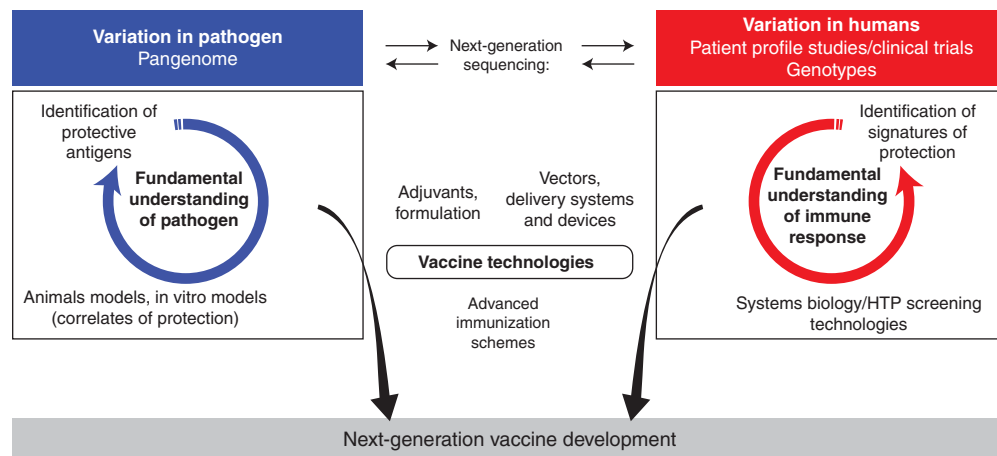 Variation in pathogen
Pangenome
Next-generation
sequencing:
Variation in humans
Patient profile studies/clinical trials
Genotypes
Identification of
protective
antigens
Fundamental
understanding
of pathogen
Animals models, in vitro models
(correlates of protection)
Adjuvants,
formulation
Vectors,
delivery systems
and devices
Vaccine technologies
Advanced
immunization
schemes
Identification of
signatures of
protection
Fundamental
understanding
of immune
response
Systems biology/HTP screening
technologies
Next-generation vaccine development